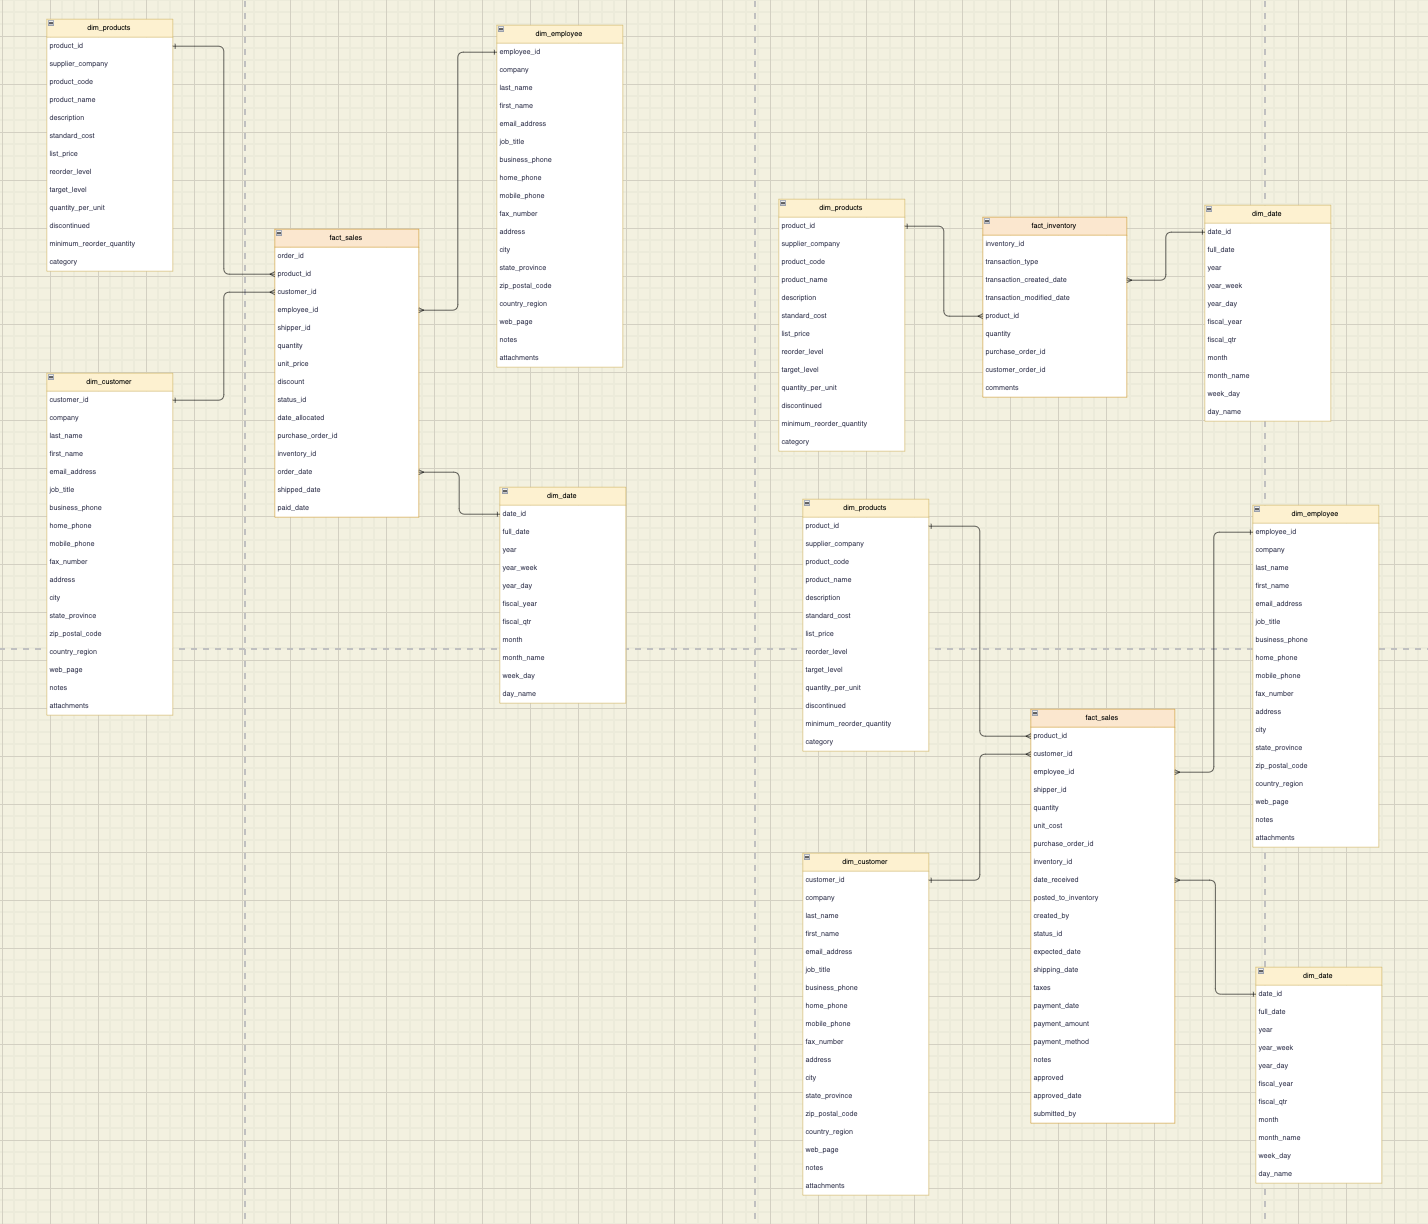 dim_products
product_id
supplier_company
product_code
product_name
description
standard_cost
list_price
reorder_level
target_level
quantity_per_unit
discontinued
minimum_reorder_quantity
category
dim_customer
customer_id
company
last_name
first_name
email_address
job_title
business_phone
home_phone
mobile_phone
fax_number
address
city
state_province
zip_postal_code
country_region
web_page
notes
attachments
fact_sales
order_id
product_id
customer_id
employee_id
shipper_id
quantity
unit_price
discount
status_id
date_allocated
purchase_order_id
inventory_id
order_date
shipped_date
paid_date
dim_employee
employee_id
company
last_name
first_name
email_address
job_title
business_phone
home_phone
mobile_phone
fax_number
address
city
state_province
zip_postal_code
country_region
web_page
notes
attachments
dim_date
date_id
full_date
year
year_week
year_day
fiscal_year
fiscal_qtr
month
month_name
week_day
day_name
dim_products
product_id
supplier_company
product_code
product_name
description
standard_cost
list_price
reorder_level
target_level
quantity_per_unit
discontinued
minimum_reorder_quantity
category
fact_inventory
inventory_id
transaction_type
transaction_created_date
transaction_modified_date
product_id
quantity
purchase_order_id
customer_order_id
comments
dim_date
date_id
full_date
year
year_week
year_day
fiscal_year
fiscal_qtr
month
month_name
week_day
day_name
dim_products
product_id
supplier_company
product_code
product_name
description
standard_cost
list_price
reorder_level
target_level
quantity_per_unit
discontinued
minimum_reorder_quantity
category
dim_customer
customer_id
company
last_name
first_name
email_address
job_title
business_phone
home_phone
mobile_phone
fax_number
address
city
state_province
zip_postal_code
country_region
web_page
notes
attachments
fact_sales
product_id
customer_id
employee_id
shipper_id
quantity
unit_cost
purchase_order_id
inventory_id
date_received
posted_to_inventory
created_by
status_id
expected_date
shipping_date
taxes
payment_date
payment_amount
payment_method
notes
approved
approved_date
submitted_by
dim_employee
employee_id
company
last_name
first_name
email_address
job_title
business_phone
home_phone
mobile_phone
fax_number
address
city
state_province
zip_postal_code
country_region
web_page
notes
attachments
dim_date
date_id
full_date
year
year_week
year_day
fiscal_year
fiscal_qtr
month
month_name
week_day
day_name